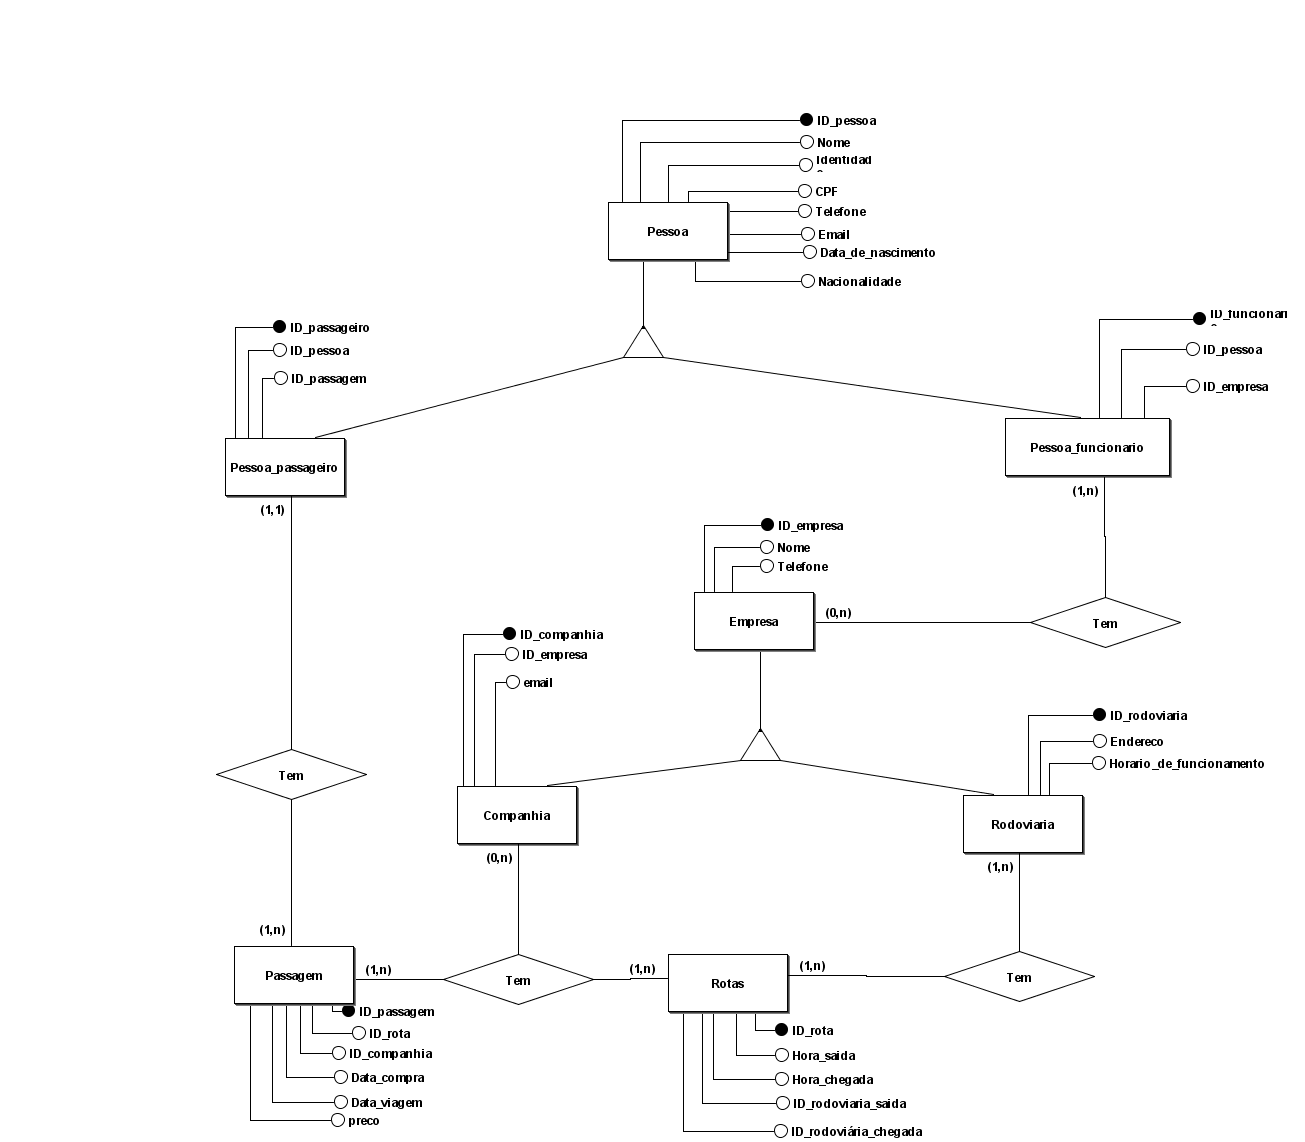 ID_pessoa
Nome
Identidad
CPF
Telefone
Email
Data_de_nascimento
Nacionalidade
Pessoa
ID_passageiro
ID_pessoa
ID_passagem
Pessoa_passageiro
(1,1)
ID_funcionari
ID_pessoa
ID_empresa
Pessoa_funcionario
(1,n)
ID_empresa
Nome
Telefone
Empresa
(0,n)
Tem
ID_companhia
ID_empresa
email
Companhia
(0,n)
ID_rodoviaria
Endereco
Horario_de_funcionamento
Rodoviaria
(1,n)
Tem
(1,n)
Passagem
(1,n)
Tem
(1,n)
Rotas
(1,n)
Tem
ID_passagem
ID_rota
ID_companhia
Data_compra
Data_viagem
preco
ID_rota
Hora_saida
Hora_chegada
ID_rodoviaria_saida
ID_rodoviária_chegada